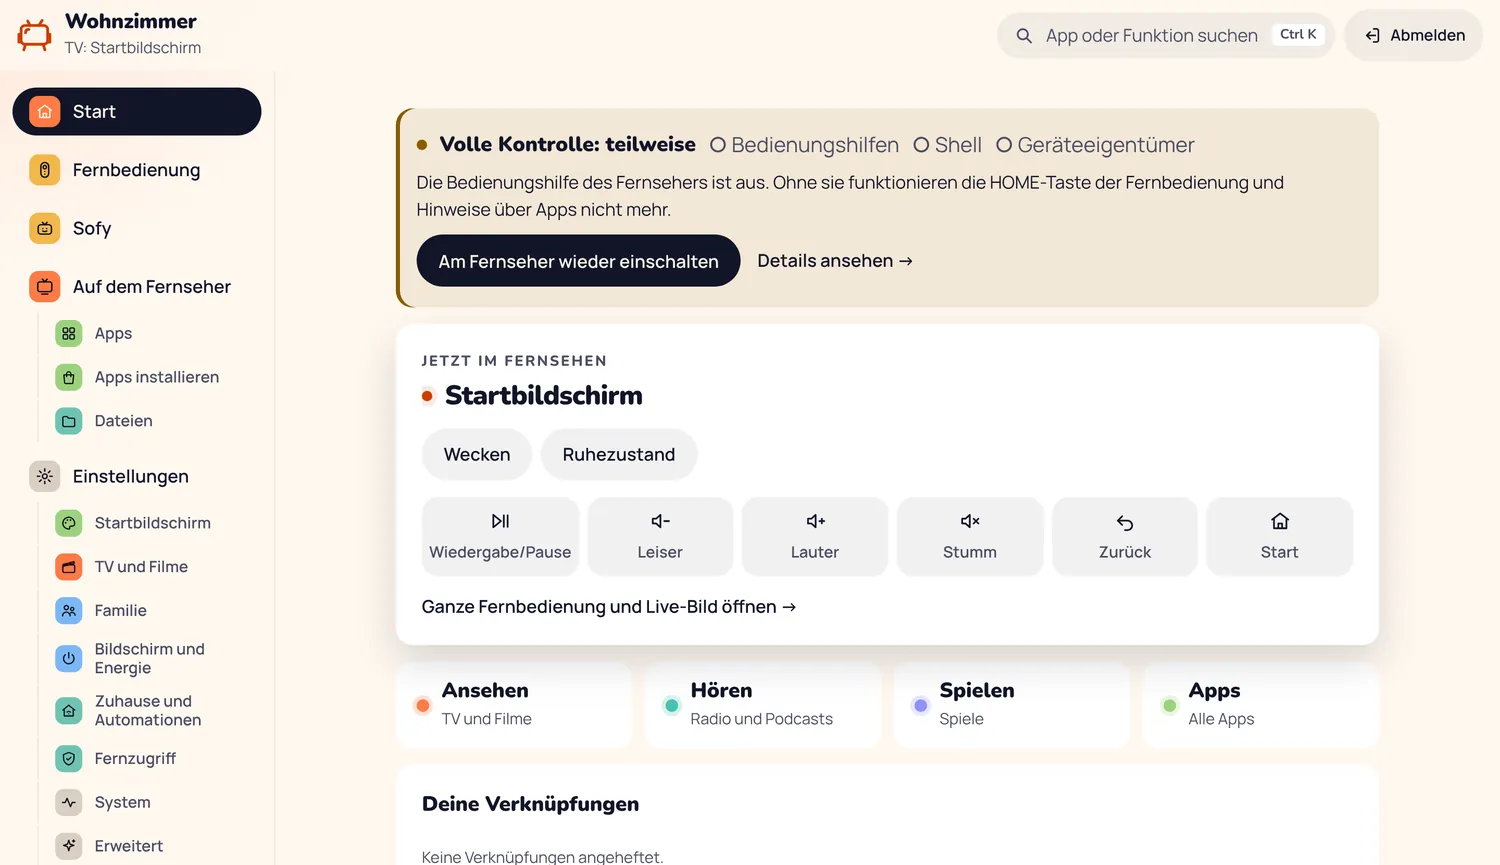 Wohnzimmer
TV: Startbildschirm
App oder Funktion suchen
Ctrl K
Abmelden
Start
Fernbedienung
Sofy
Auf dem Fernseher
Apps
Apps installieren
Dateien
Einstellungen
Startbildschirm
TV und Filme
Familie
Bildschirm und
Energie
Zuhause und
Automationen
Fernzugriff
System
Erweitert
Volle Kontrolle: teilweise
Bedienungshilfen
Shell
Geräteeigentümer
Die Bedienungshilfe des Fernsehers ist aus. Ohne sie funktionieren die HOME-Taste der Fernbedienung und
Hinweise über Apps nicht mehr.
Am Fernseher wieder einschalten
Details ansehen →
JETZT IM FERNSEHEN
Startbildschirm
Wecken
Ruhezustand
Wiedergabe/Pause
Leiser
Lauter
Stumm
Zurück
Start
Ganze Fernbedienung und Live-Bild öffnen →
Ansehen
TV und Filme
Hören
Radio und Podcasts
Spielen
Spiele
Apps
Alle Apps
Deine Verknüpfungen
Keine Verknüpfungen angeheftet.